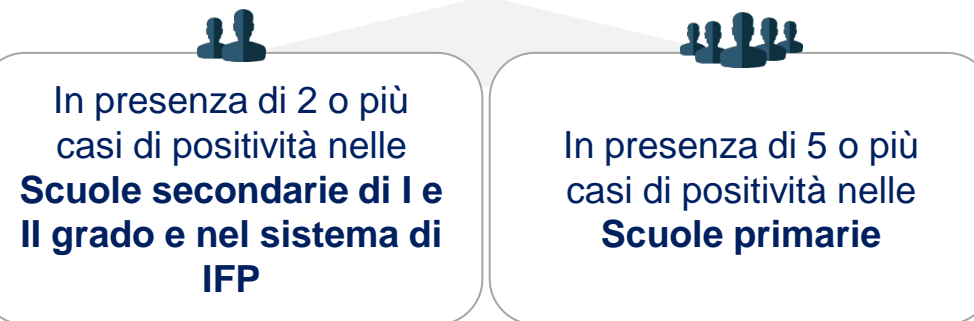 In presenza di 2 o più
casi di positività nelle
Scuole secondarie di I e
II grado e nel sistema di
IFP
In presenza di 5 o più
casi di positività nelle
Scuole primarie